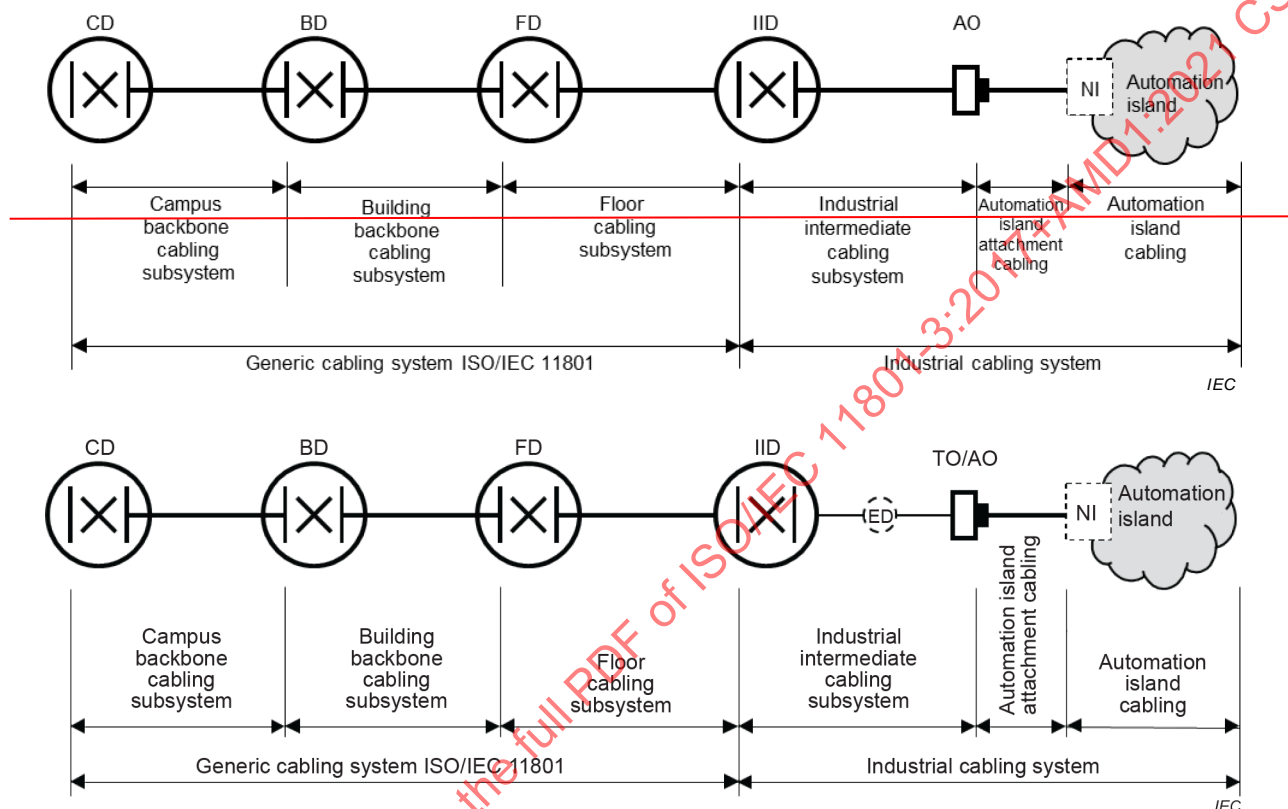 CD BD FD IID AO
NI Automation
island
Campus
backbone
cabling
subsystem
Building
backbone
cabling
subsystem
Floor
cabling
subsystem
Industrial
intermediate
cabling
subsystem
Automation
island
attachment
cabling
Automation
island
cabling
Generic cabling system ISO/IEC 11801
Industrial cabling system
IEC
CD BD FD IID TO/AO
ED
NI Automation
island
Campus
backbone
cabling
subsystem
Building
backbone
cabling
subsystem
Floor
cabling
subsystem
Industrial
intermediate
cabling
subsystem
Automation island
attachment cabling
Automation
island
cabling
Generic cabling system ISO/IEC 11801
Industrial cabling system
IEC
the full PDF of ISO/IEC 11801-3:2017+AMD1:2021